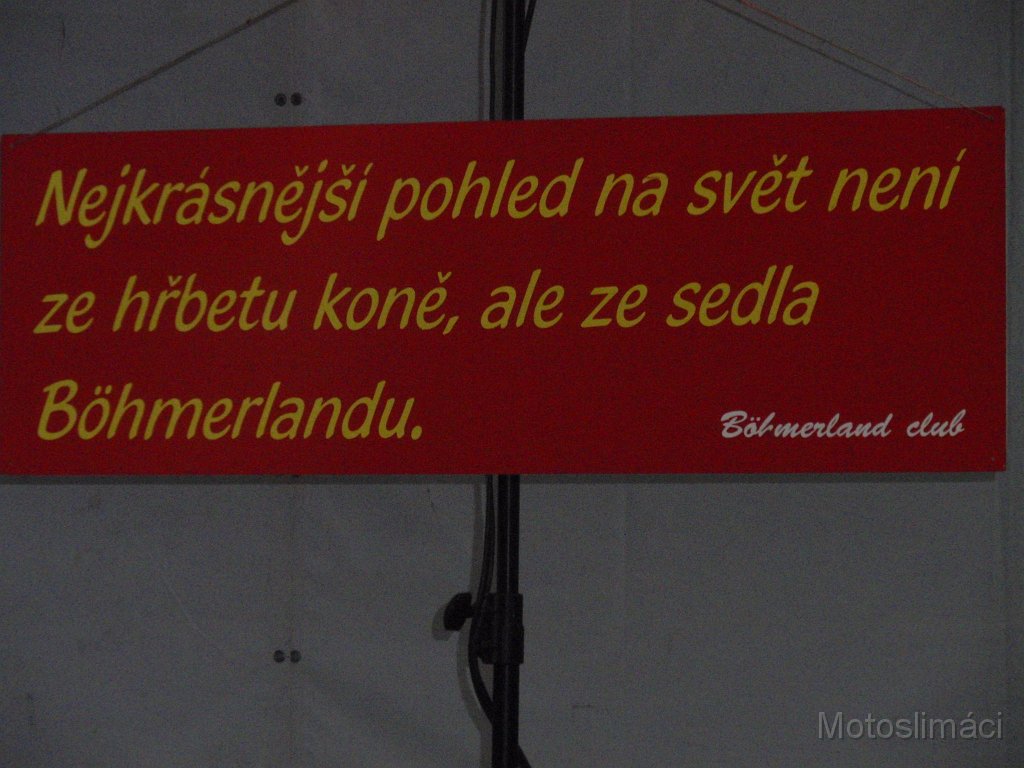 Nejkrásnější pohled na svět není
ze hřbetu koně, ale ze sedla
Böhmerlandu.
Böhmerland club
Motoslimáci